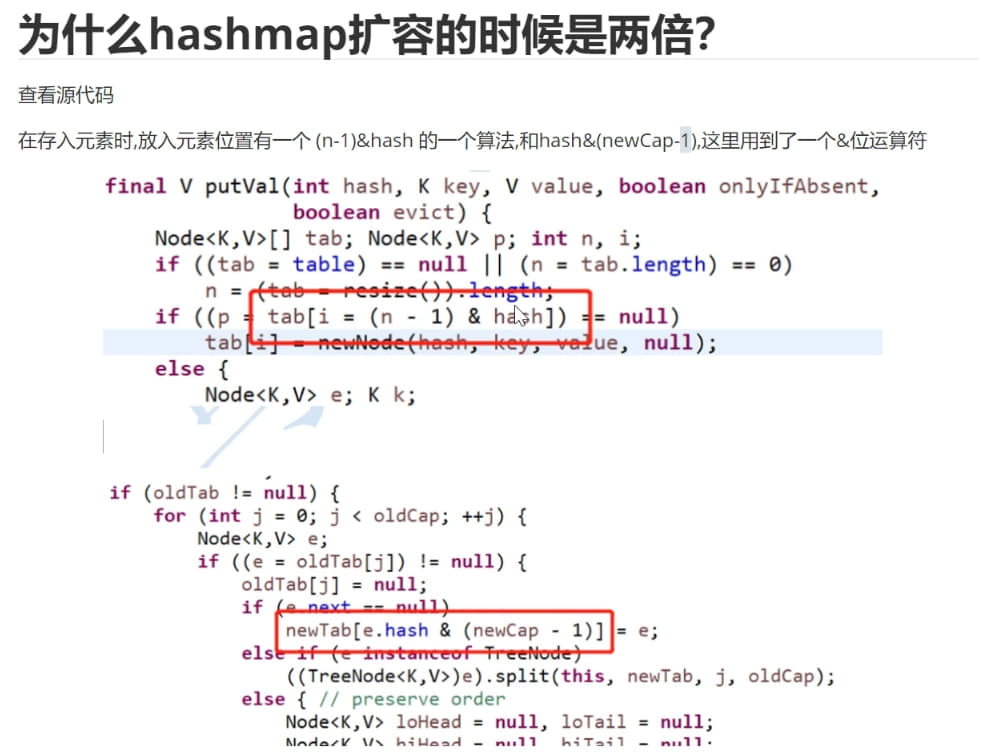 为什么hashmap扩容的时候是两倍?
查看源代码
在存入元素时,放入元素位置有一个 (n-1)&hash 的一个算法,和hash&(newCap-1),这里用到了一个&位运算符
final V putVal(int hash, K key, V value, boolean onlyIfAbsent,
boolean evict) {
Node<K,V>[] tab; Node<K,V> p; int n, i;
if ((tab = table) == null || (n = tab.length) == 0)
n = (tab = resize()).length;
if ((p = tab[i = (n - 1) & hash]) == null)
tab[i] = newNode(hash, key, value, null);
else {
Node<K,V> e; K k;
if (oldTab != null) {
for (int j = 0; j < oldCap; ++j) {
Node<K,V> e;
if ((e = oldTab[j]) != null) {
oldTab[j] = null;
if (e.next == null)
newTab[e.hash & (newCap - 1)] = e;
else if (e instanceof TreeNode)
((TreeNode<K,V>)e).split(this, newTab, j, oldCap);
else { // preserve order
Node<K,V> loHead = null, loTail = null;
Node<K,V> hiHead = null, hiTail = null;